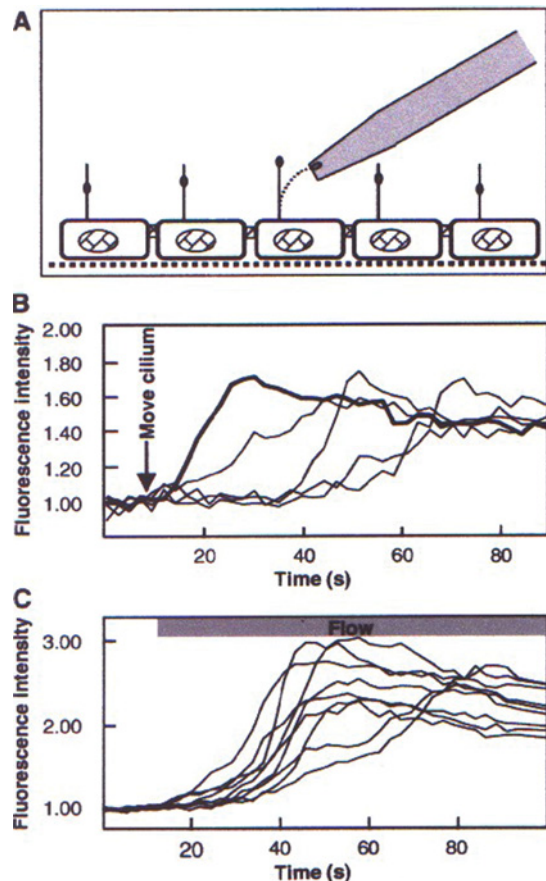 A
B
Fluorescence intensity
2.00
1.80
1.60
1.40
1.20
1.00
Move cilium
20
40
60
80
Time (s)
C
Fluorescence Intensity
3.00
2.00
1.00
Flow
20
40
60
80
Time (s)